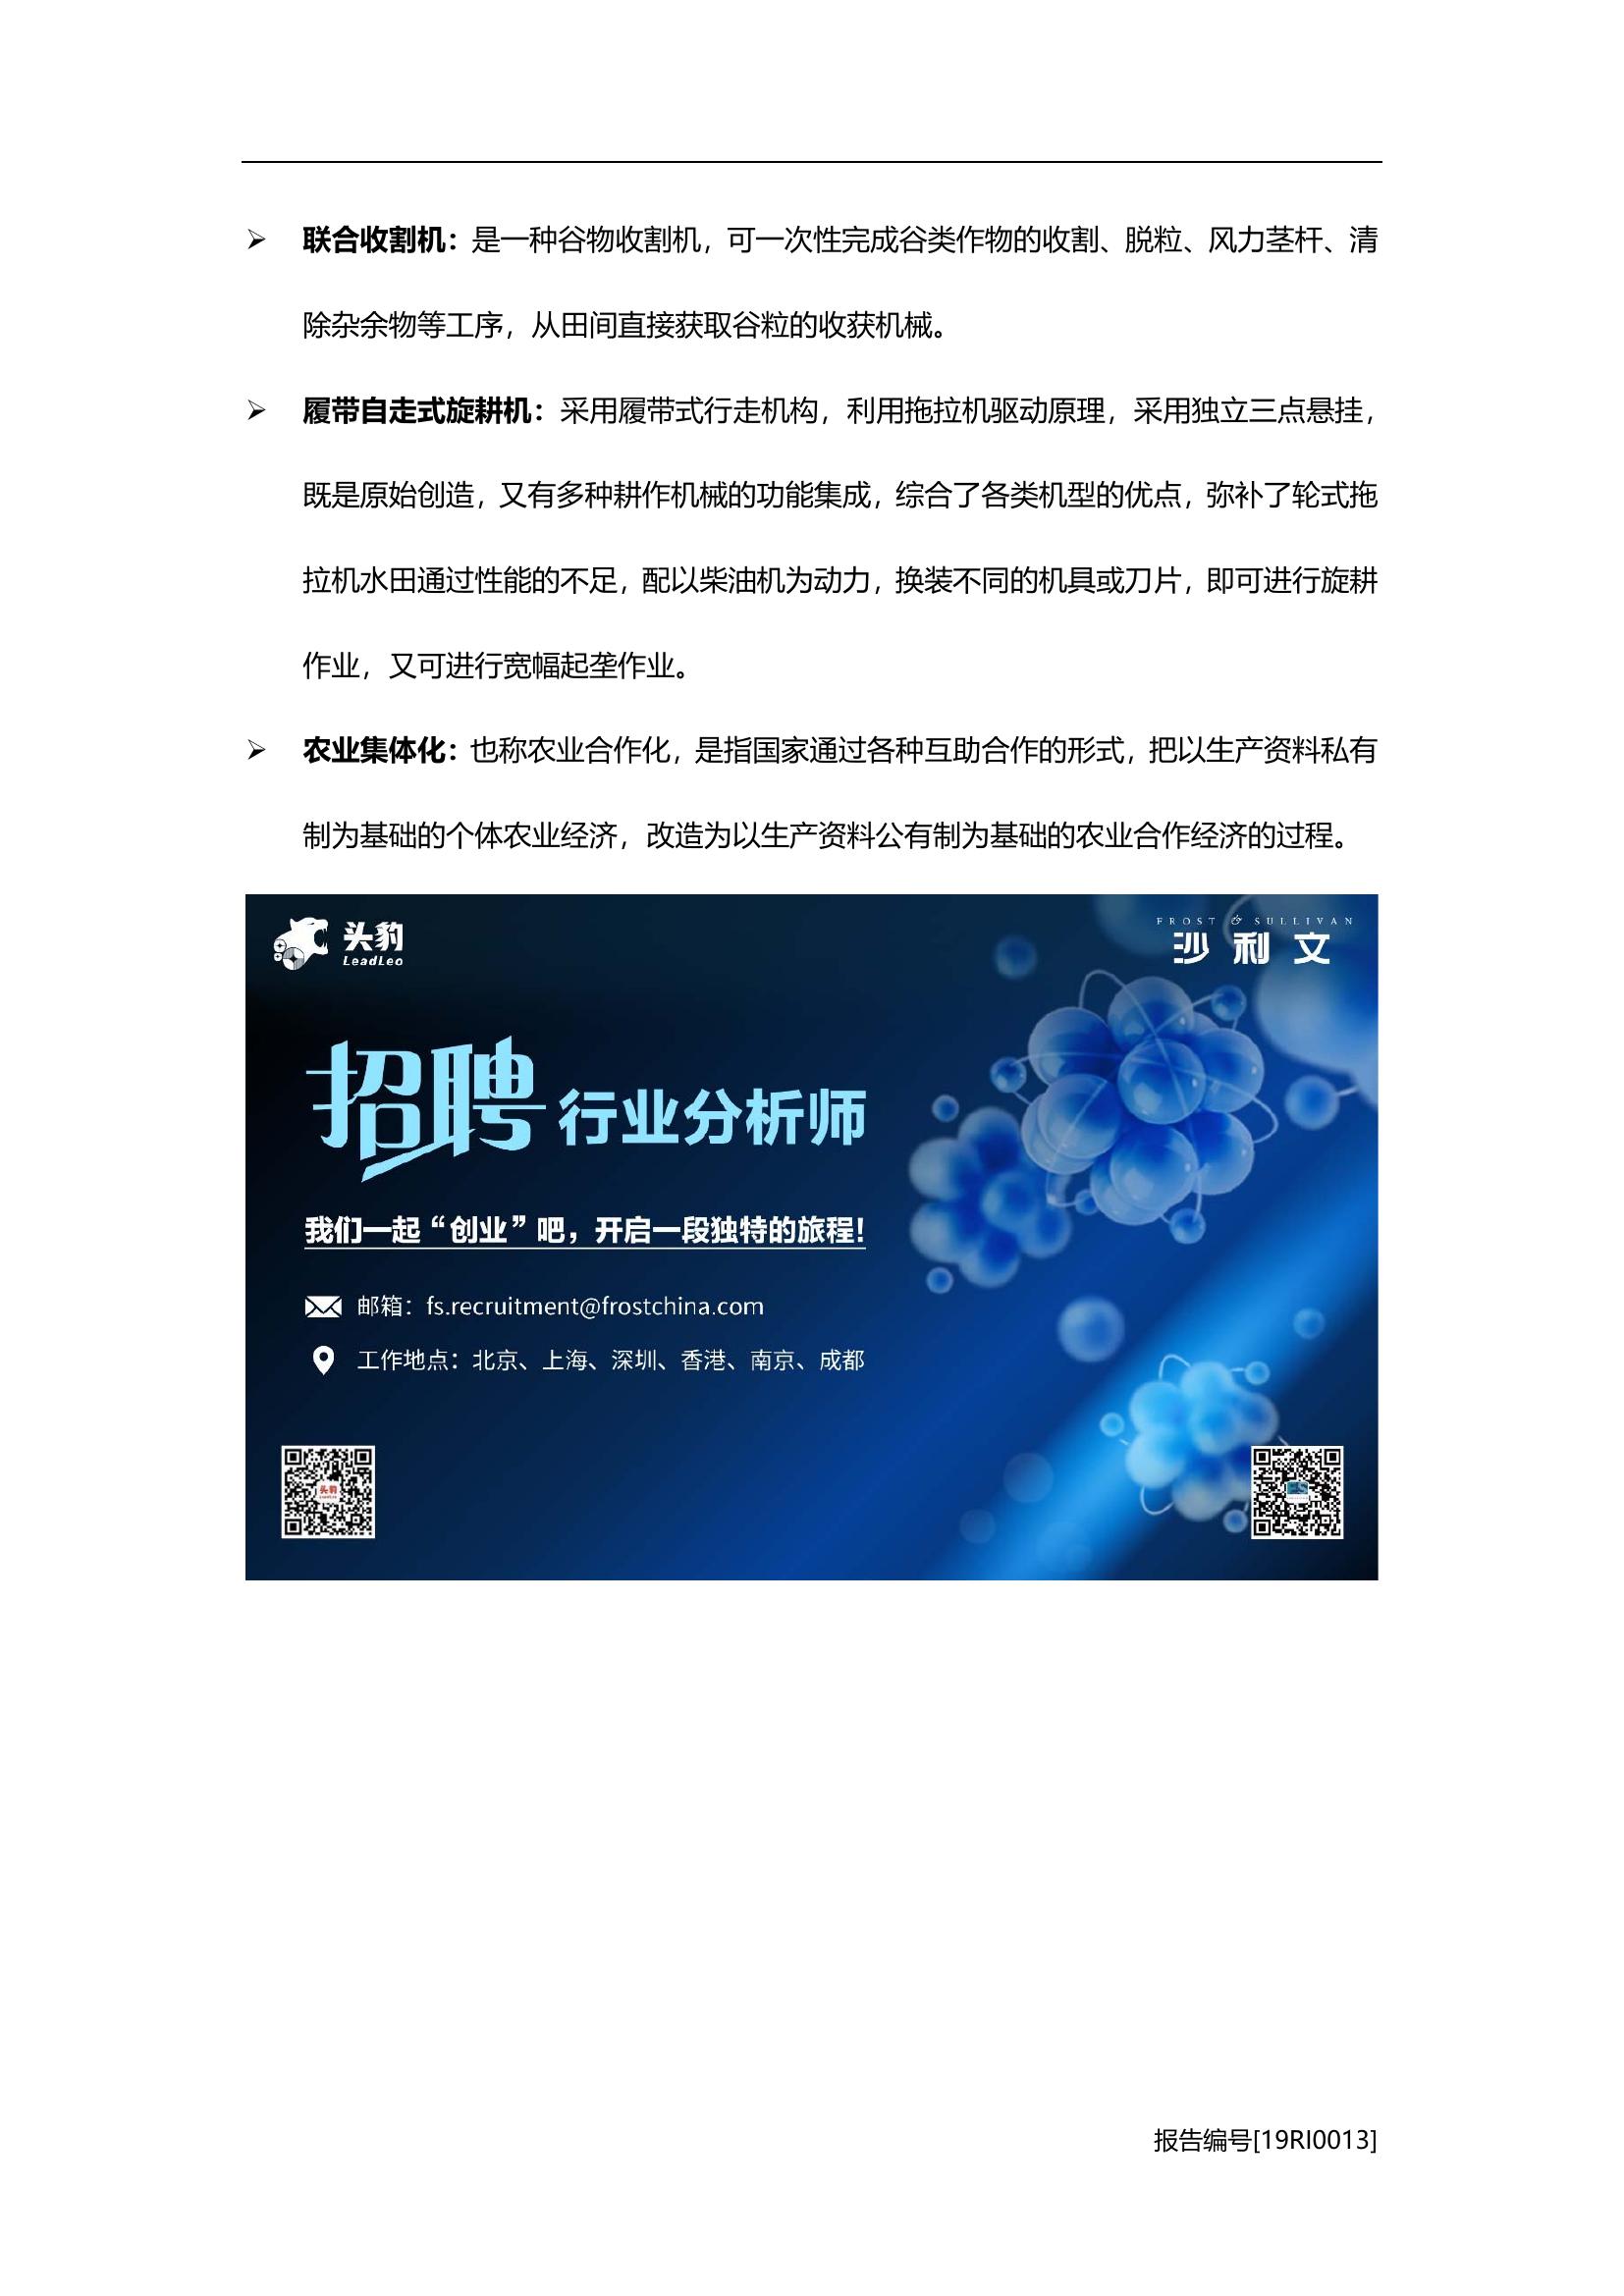 ➢ 联合收割机：是一种谷物收割机，可一次性完成谷类作物的收割、脱粒、风力茎杆、清
除杂余物等工序，从田间直接获取谷粒的收获机械。
➢ 履带自走式旋耕机：采用履带式行走机构，利用拖拉机驱动原理，采用独立三点悬挂，
既是原始创造，又有多种耕作机械的功能集成，综合了各类机型的优点，弥补了轮式拖
拉机水田通过性能的不足，配以柴油机为动力，换装不同的机具或刀片，即可进行旋耕
作业，又可进行宽幅起垄作业。
➢ 农业集体化：也称农业合作化，是指国家通过各种互助合作的形式，把以生产资料私有
制为基础的个体农业经济，改造为以生产资料公有制为基础的农业合作经济的过程。
头豹
LeadLeo
FROST & SULLIVAN
沙利文
招聘 行业分析师
我们一起“创业”吧，开启一段独特的旅程！
邮箱：fs.recruitment@frostchina.com
工作地点：北京、上海、深圳、香港、南京、成都
头豹
FS
报告编号[19RI0013]